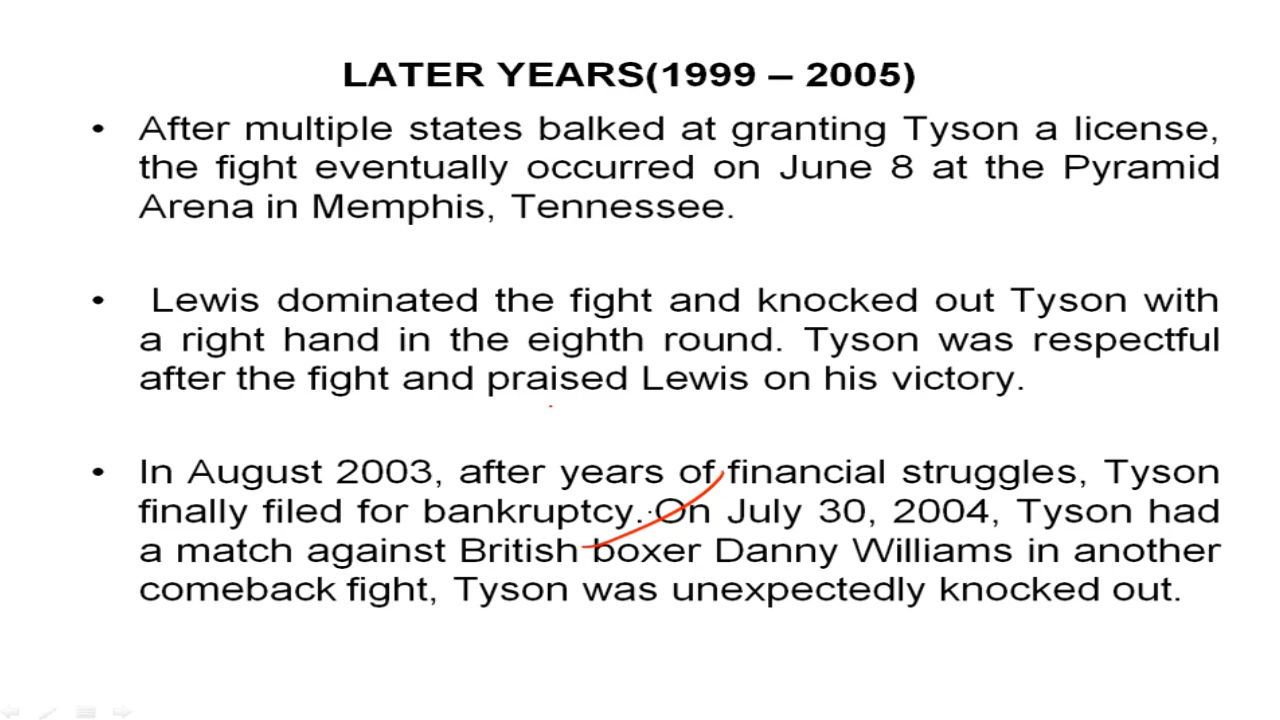 LATER YEARS(1999 – 2005)
• After multiple states balked at granting Tyson a license,
the fight eventually occurred on June 8 at the Pyramid
Arena in Memphis, Tennessee.
• Lewis dominated the fight and knocked out Tyson with
a right hand in the eighth round. Tyson was respectful
after the fight and praised Lewis on his victory.
• In August 2003, after years of financial struggles, Tyson
finally filed for bankruptcy. On July 30, 2004, Tyson had
a match against British boxer Danny Williams in another
comeback fight, Tyson was unexpectedly knocked out.